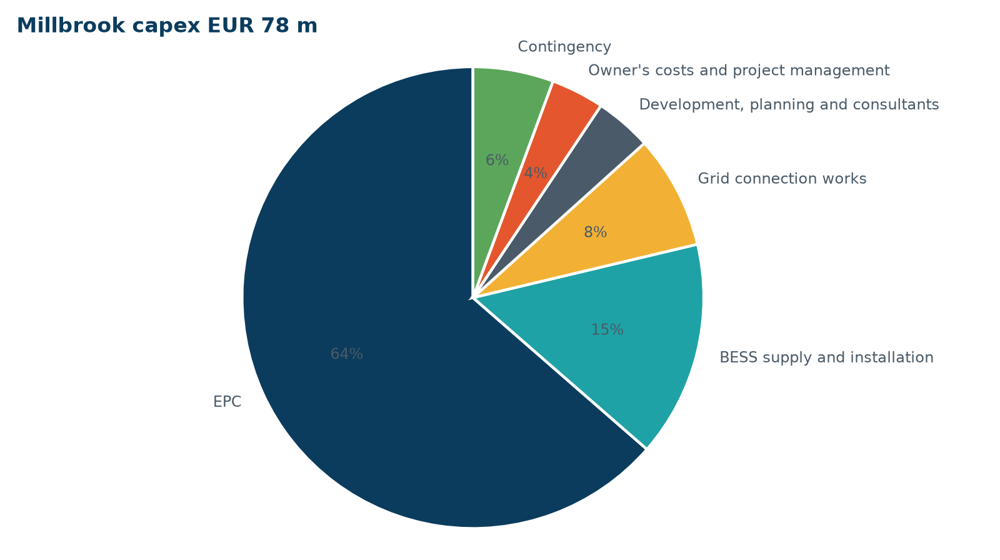 Millbrook capex EUR 78 m
Contingency
Owner's costs and project management
Development, planning and consultants
6%
4%
Grid connection works
8%
15%
64%
BESS supply and installation
EPC